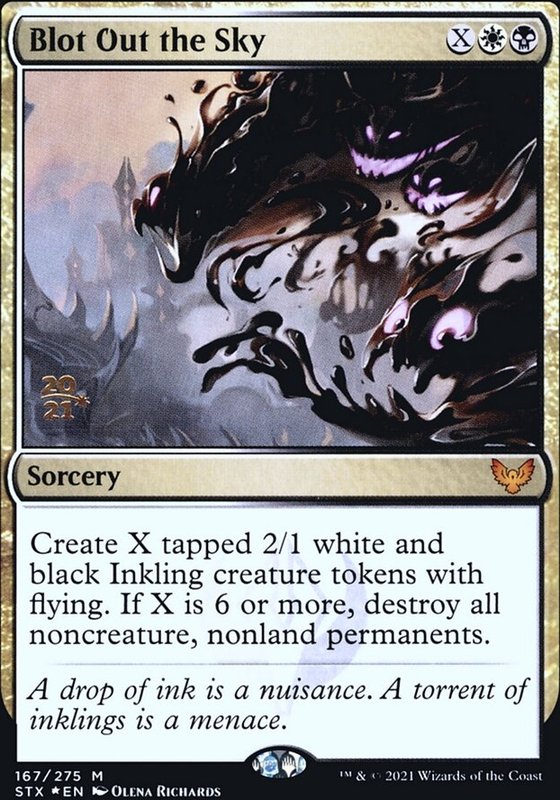 Blot Out the Sky X
20
21
Sorcery
Create X tapped 2/1 white and
black Inkling creature tokens with
flying. If X is 6 or more, destroy all
noncreature, nonland permanents.
A drop of ink is a nuisance. A torrent of
inklings is a menace.
167/275 M
STX ★ EN Olena Richards
™ & © 2021 Wizards of the Coast